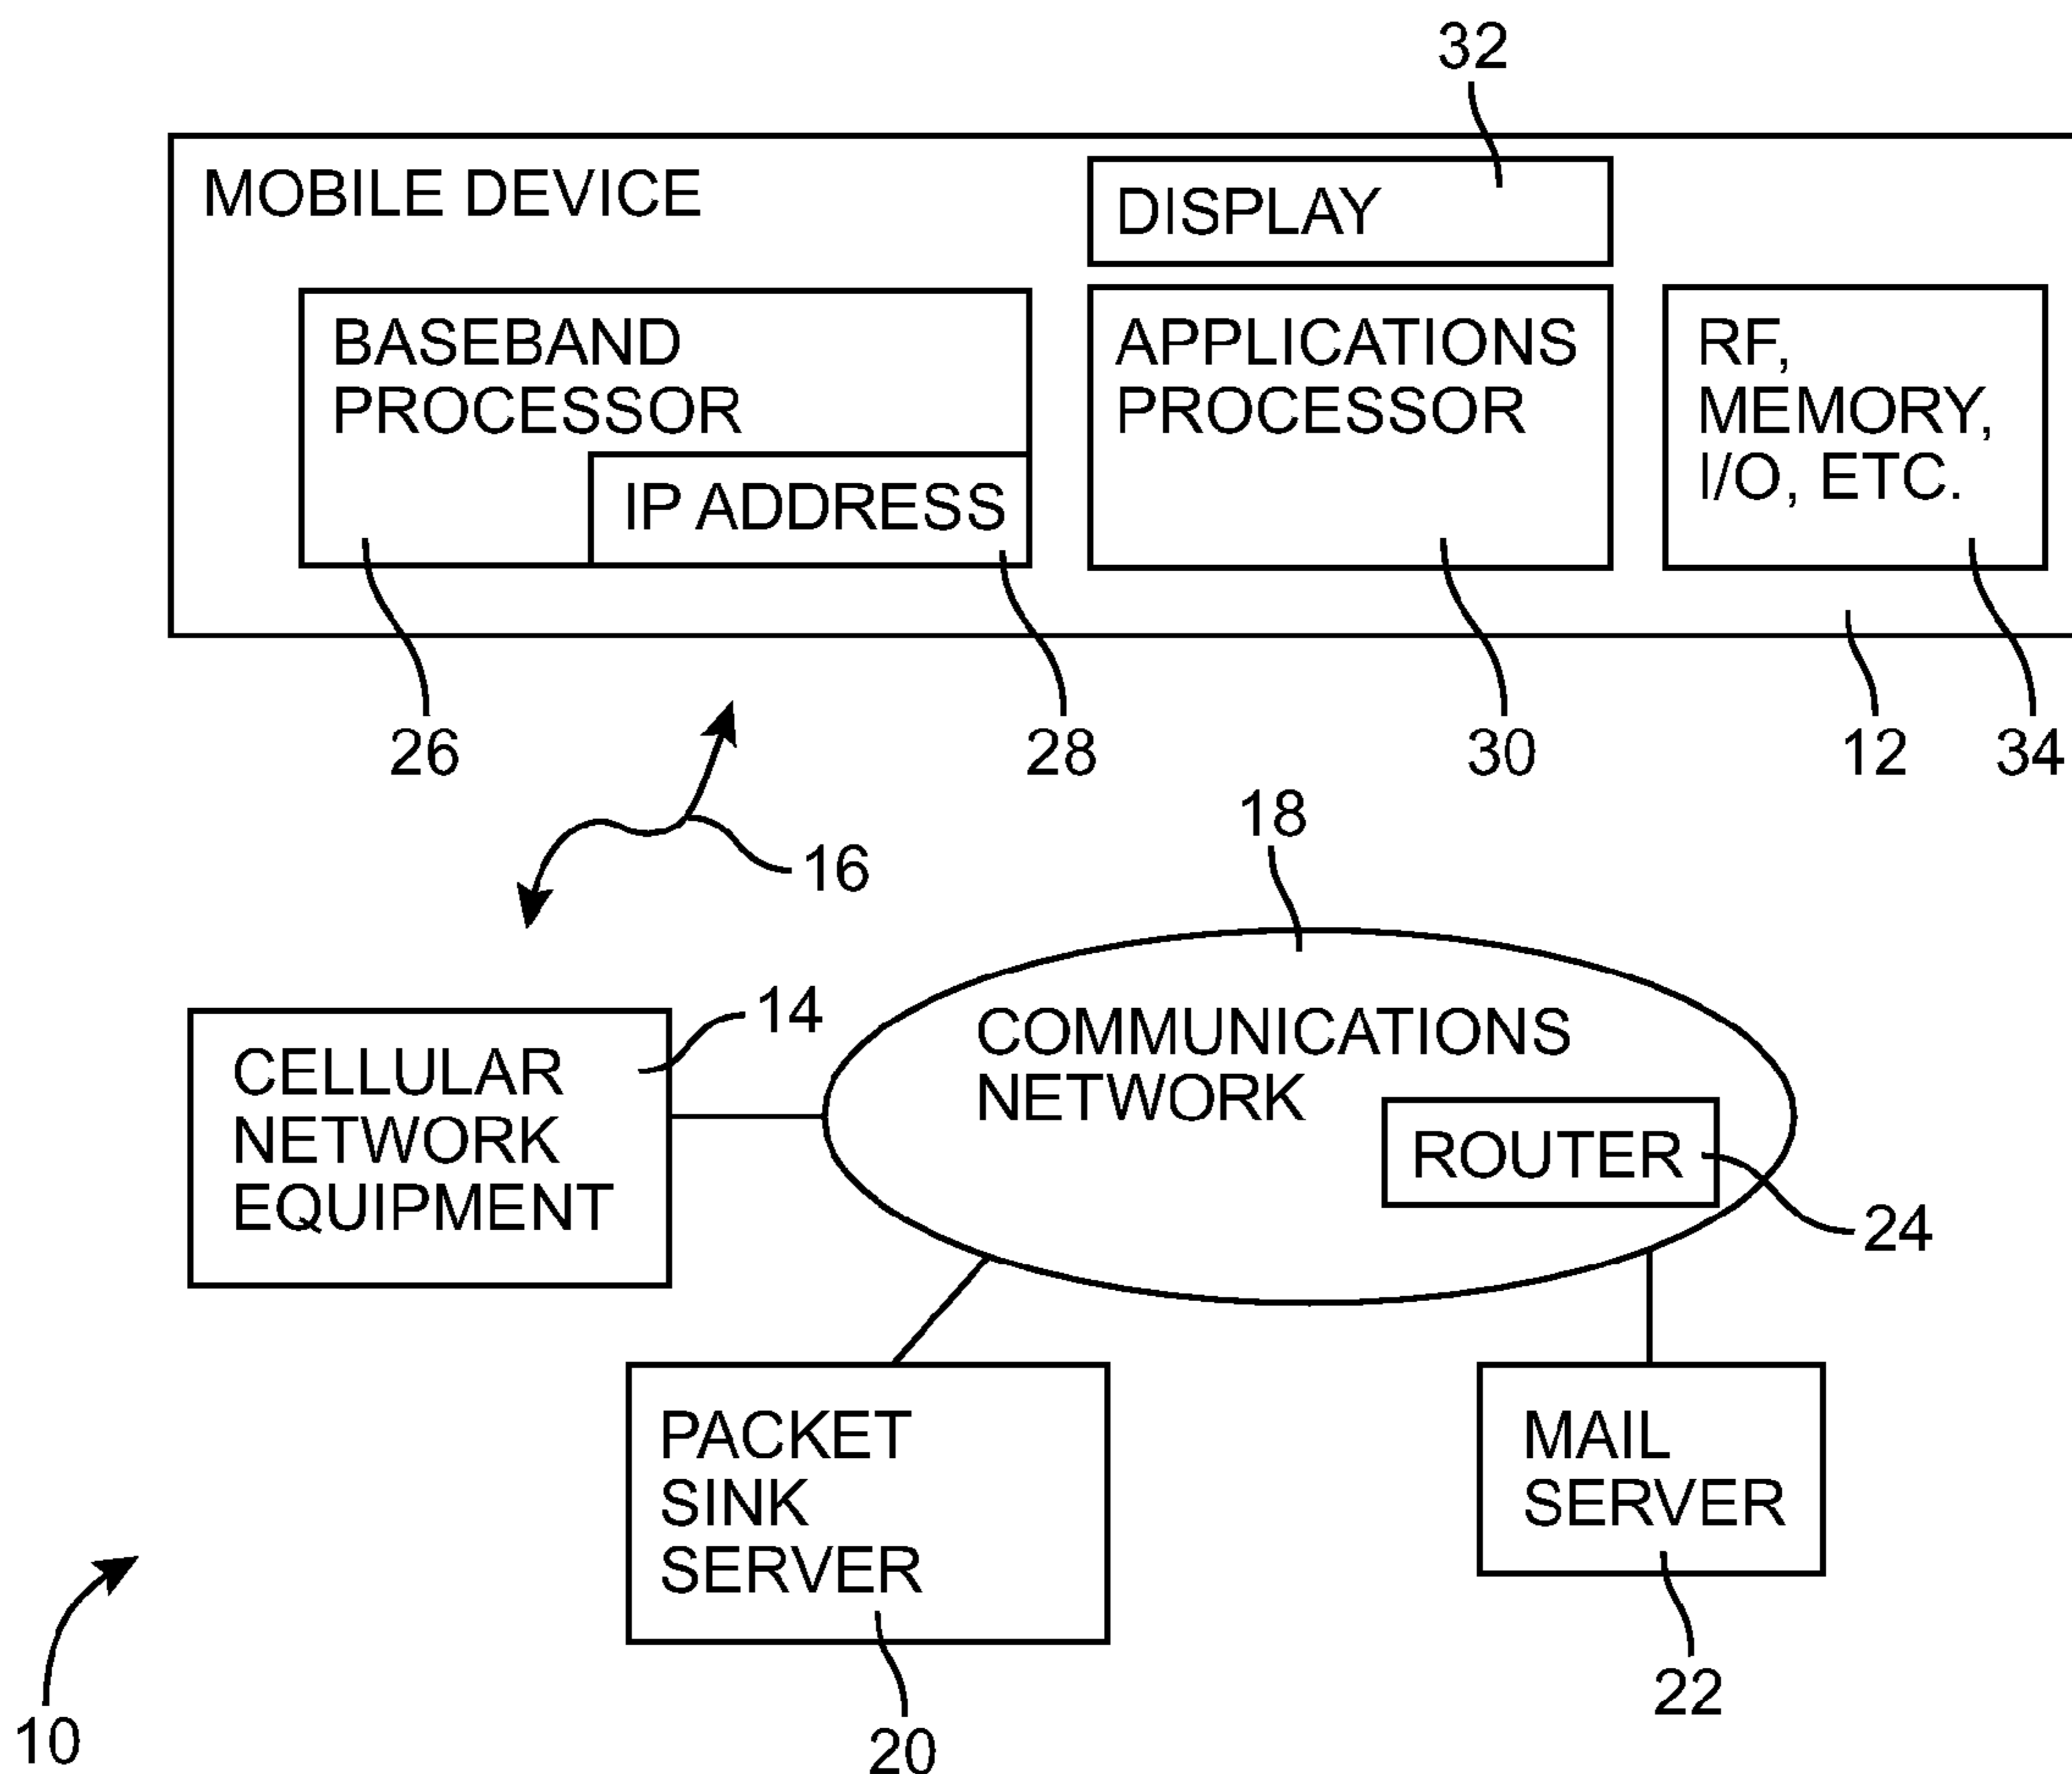 32
MOBILE DEVICE
DISPLAY
BASEBAND
PROCESSOR
IP ADDRESS
APPLICATIONS
PROCESSOR
RF,
MEMORY,
I/O, ETC.
26
28
30
12
34
16
18
14
CELLULAR
NETWORK
EQUIPMENT
COMMUNICATIONS
NETWORK
ROUTER
24
PACKET
SINK
SERVER
MAIL
SERVER
22
10
20